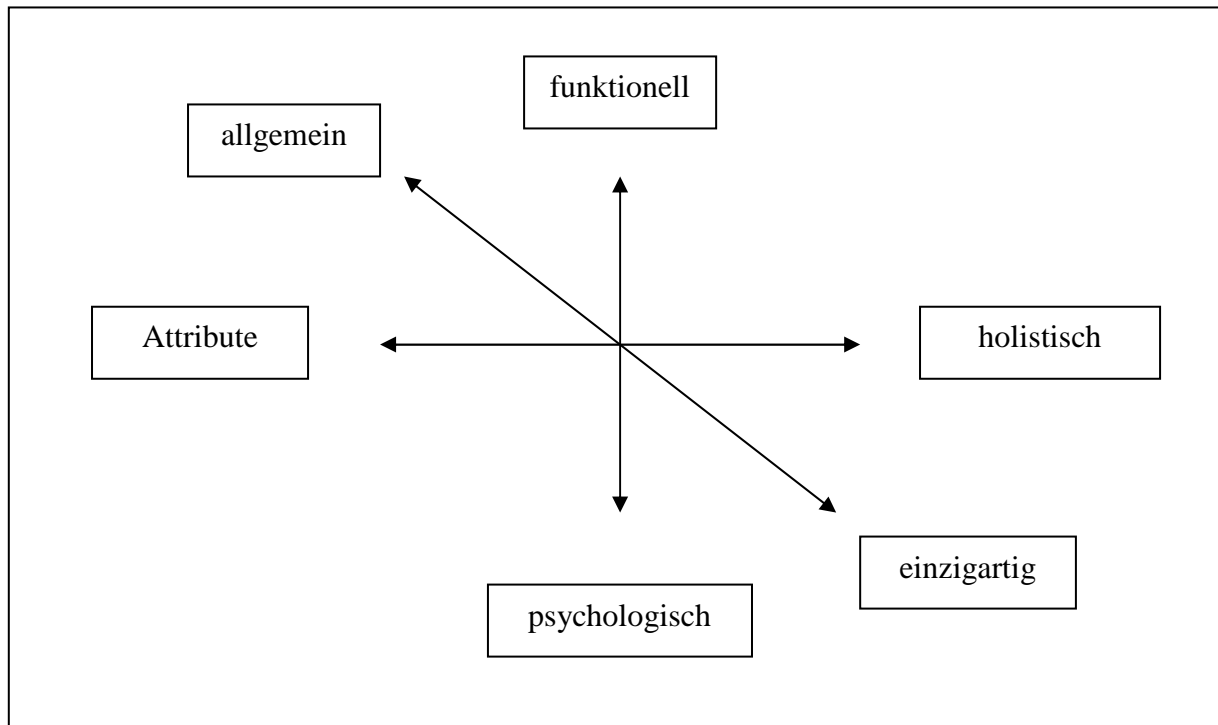 funktionell
allgemein
Attribute
holistisch
einzigartig
psychologisch